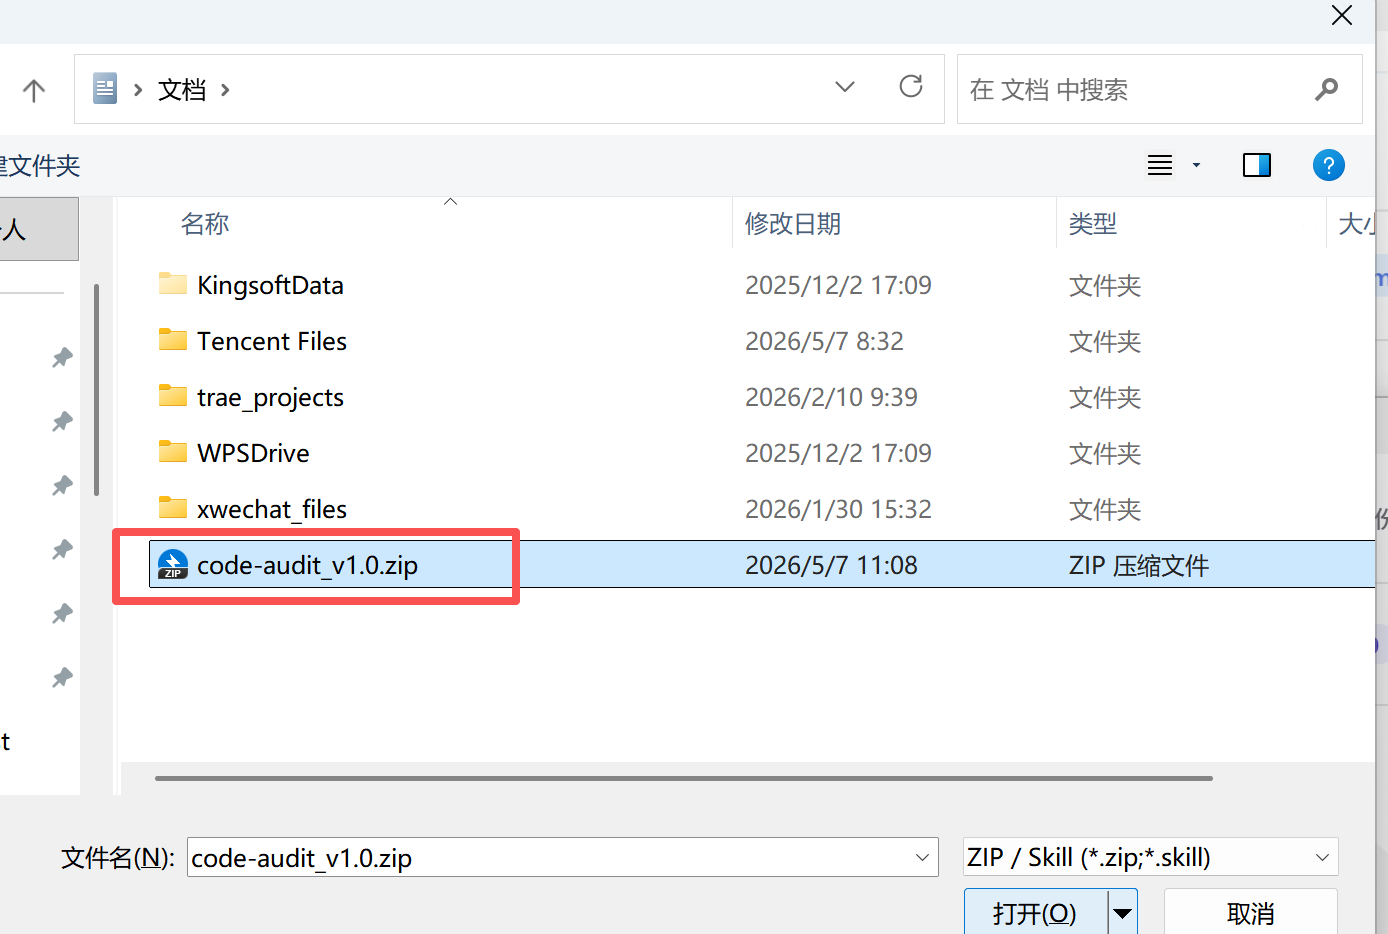 文档
在 文档 中搜索
建文件夹
人
名称
修改日期
类型
大小
KingsoftData
2025/12/2 17:09
文件夹
Tencent Files
2026/5/7 8:32
文件夹
trae_projects
2026/2/10 9:39
文件夹
WPSDrive
2025/12/2 17:09
文件夹
xwechat_files
2026/1/30 15:32
文件夹
ZIP
code-audit_v1.0.zip
2026/5/7 11:08
ZIP 压缩文件
t
文件名(N):
code-audit_v1.0.zip
ZIP / Skill (*.zip;*.skill)
打开(O)
取消